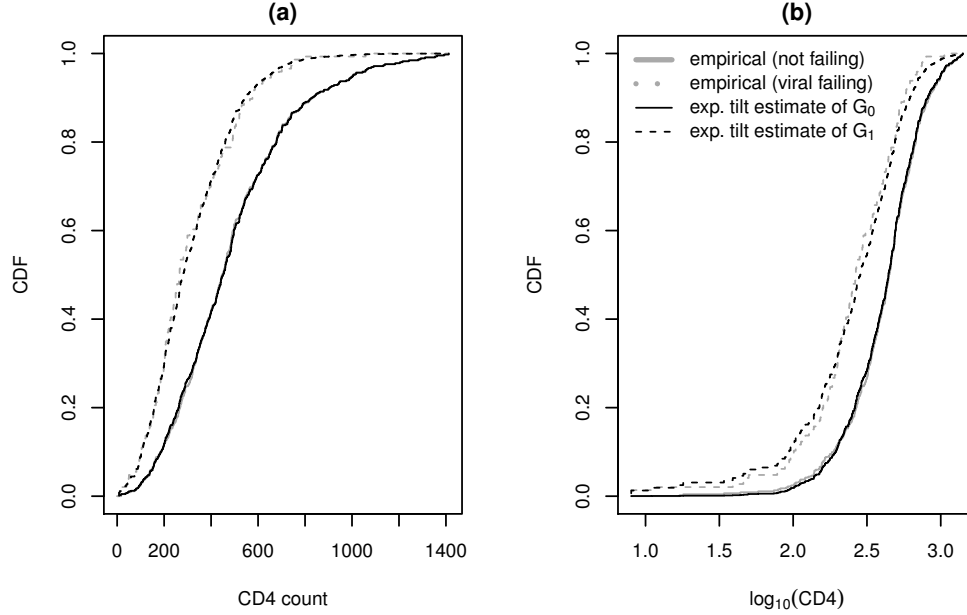 (a)
CDF
1.0
0.8
0.6
0.4
0.2
0.0
0 200 600 1000 1400
CD4 count
(b)
CDF
1.0
0.8
0.6
0.4
0.2
0.0
empirical (not failing)
empirical (viral failing)
exp. tilt estimate of G₀
exp. tilt estimate of G₁
1.0 1.5 2.0 2.5 3.0
log₁₀(CD4)